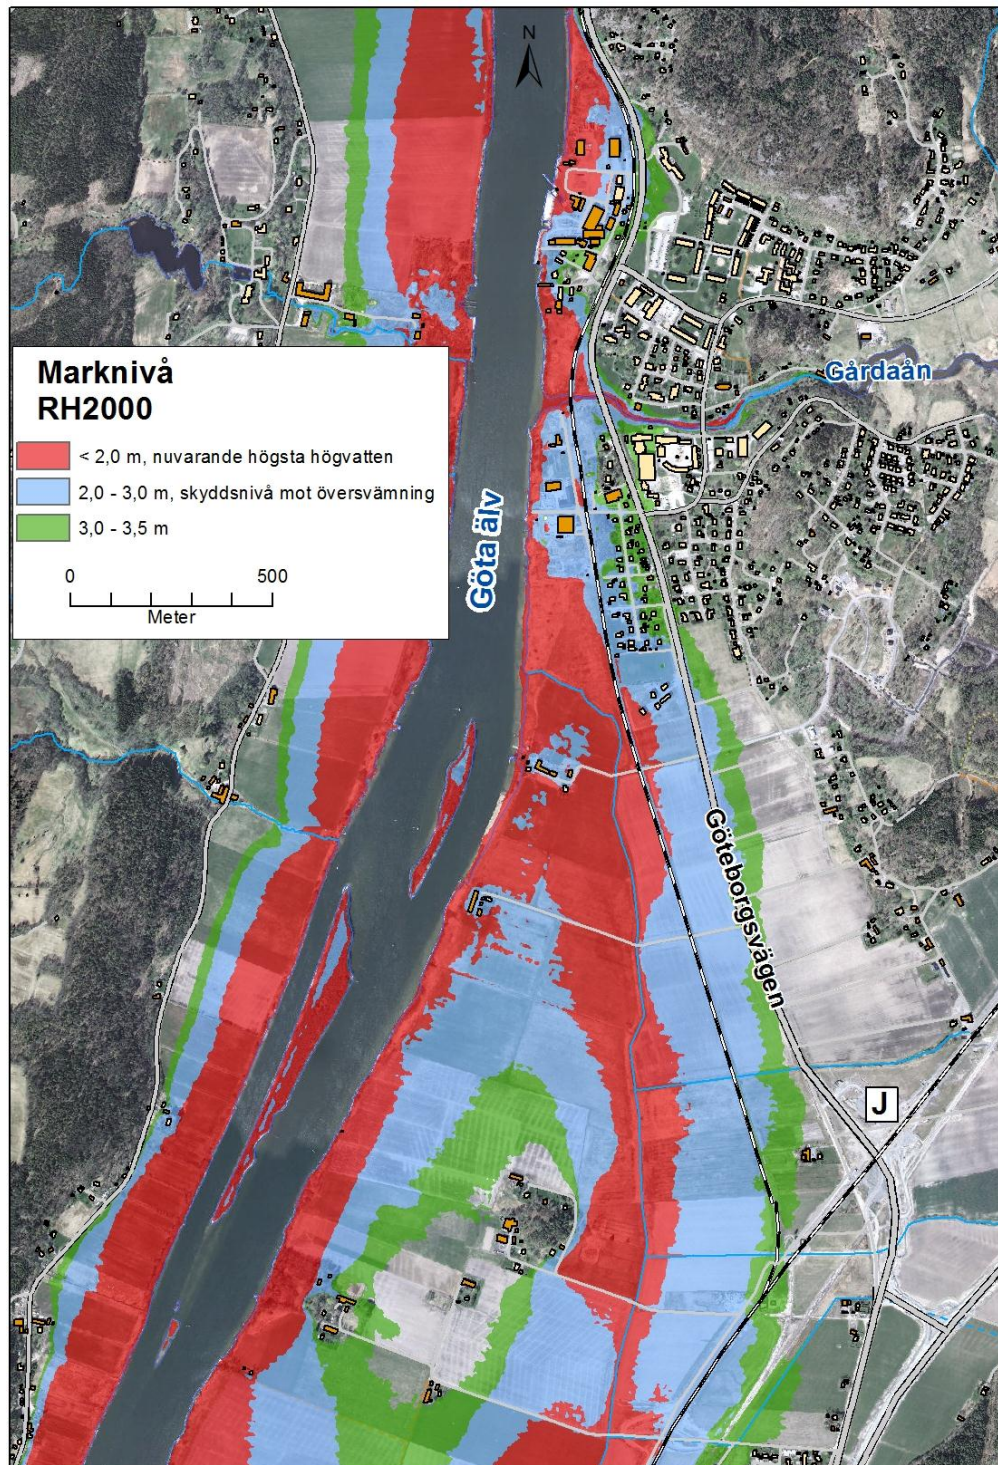 N
Marknivå
RH2000
< 2,0 m, nuvarande högsta högvatten
2,0 - 3,0 m, skyddsnivå mot översvämning
3,0 - 3,5 m
0 500
Meter
Gårdaån
Göta älv
Göteborgsvägen
J